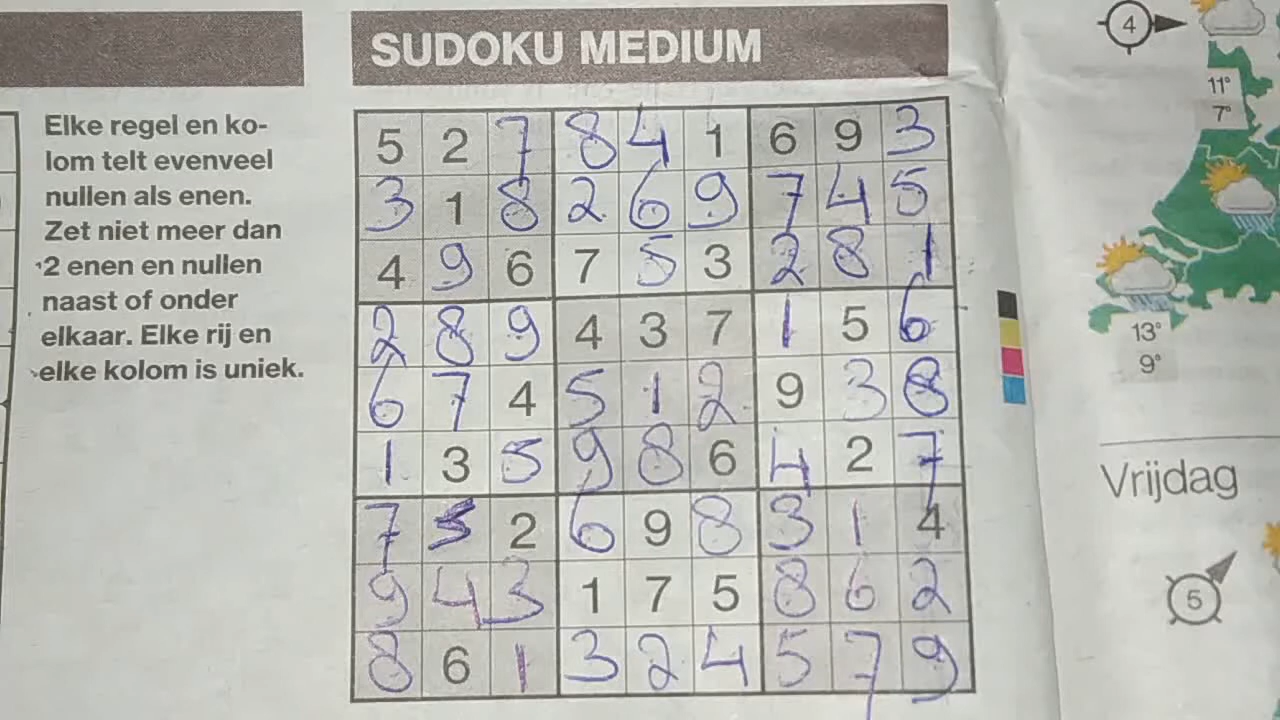 SUDOKU MEDIUM
Elke regel en ko-
lom telt evenveel
nullen als enen.
Zet niet meer dan
2 enen en nullen
naast of onder
elkaar. Elke rij en
elke kolom is uniek.
5 2 7 8 4 1 6 9 3
3 1 8 2 6 9 7 4 5
4 9 6 7 5 3 2 8 1
2 8 9 4 3 7 1 5 6
6 7 4 5 1 2 9 3 8
1 3 5 9 8 6 4 2 7
7 5 2 6 9 8 3 1 4
9 4 3 1 7 5 8 6 2
8 6 1 3 2 4 5 7 9
4
11°
7°
13°
9°
Vrijdag
5